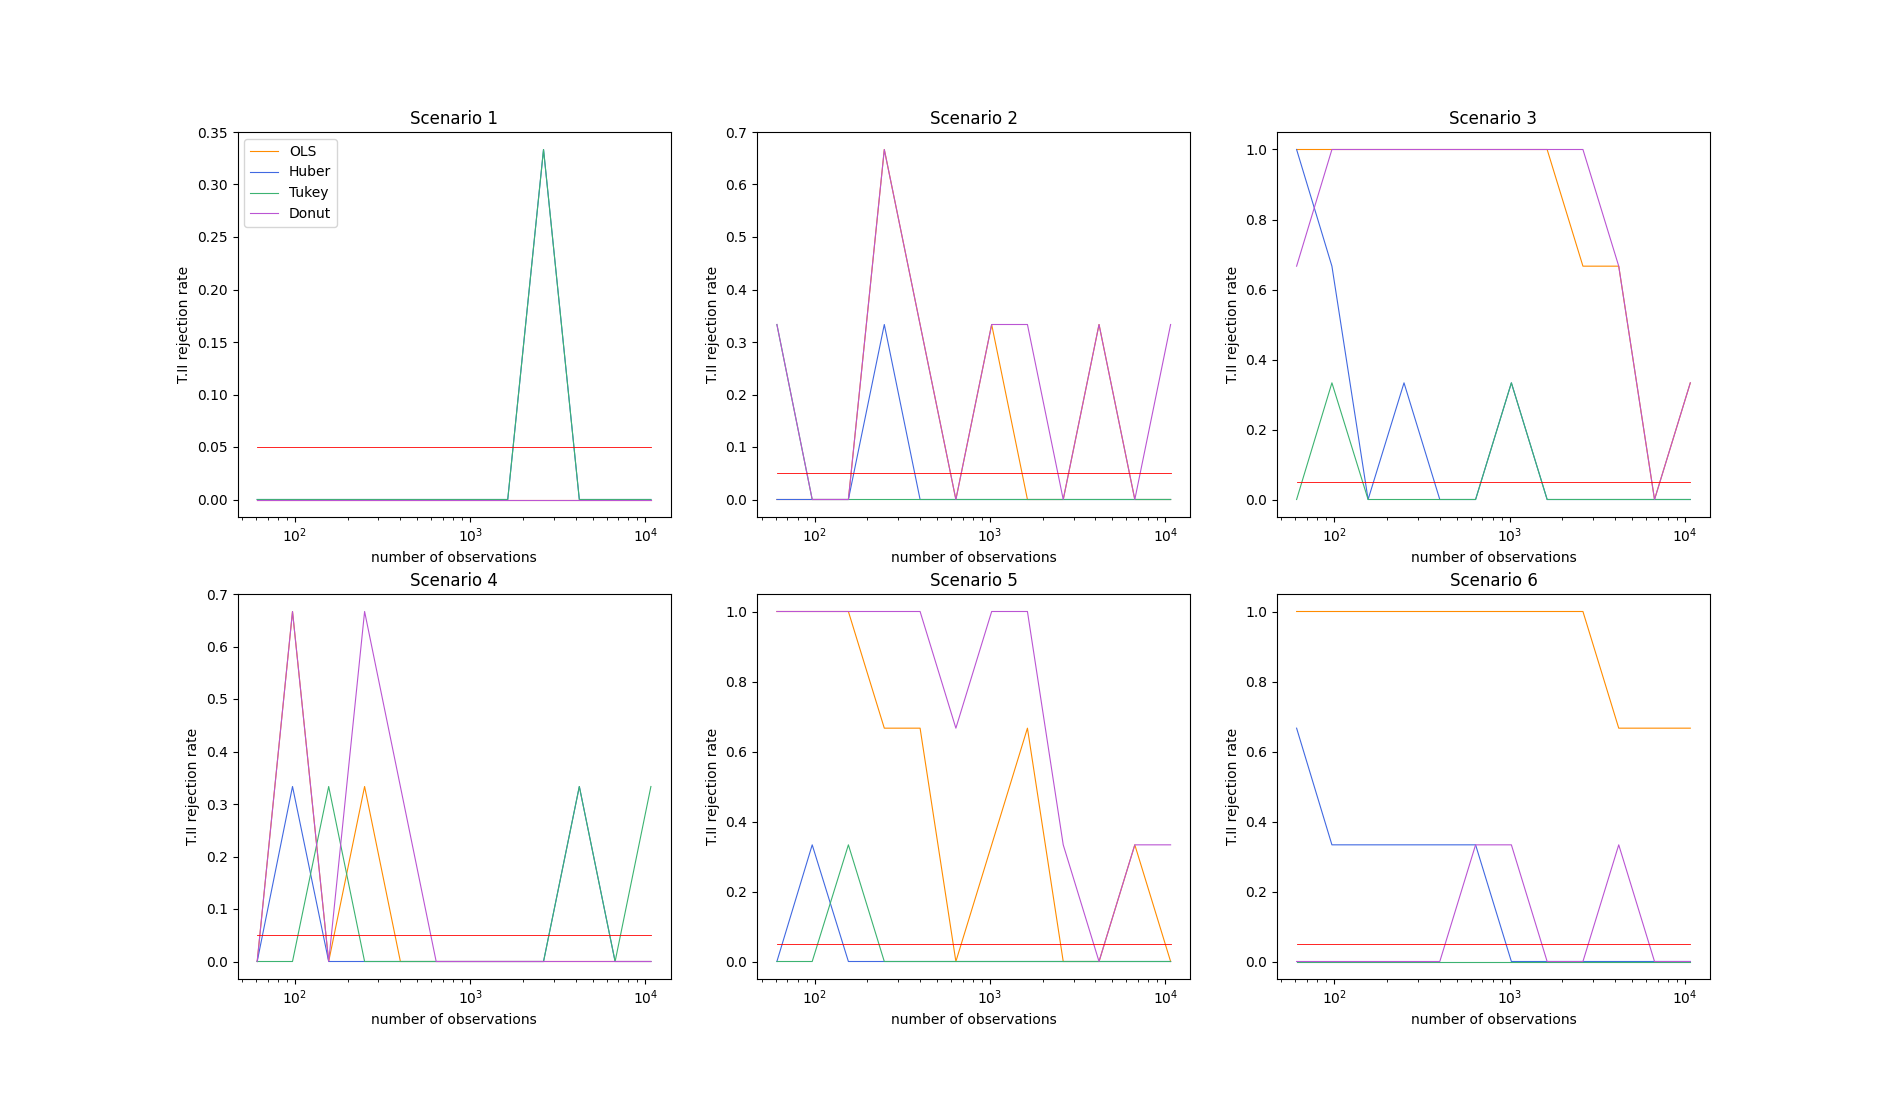 Scenario 1
0.35
0.30
0.25
0.20
0.15
0.10
0.05
0.00
T.II rejection rate
OLS
Huber
Tukey
Donut
10² 10³ 10⁴
number of observations
Scenario 2
0.7
0.6
0.5
0.4
0.3
0.2
0.1
0.0
T.II rejection rate
10² 10³ 10⁴
number of observations
Scenario 3
1.0
0.8
0.6
0.4
0.2
0.0
T.II rejection rate
10² 10³ 10⁴
number of observations
Scenario 4
0.7
0.6
0.5
0.4
0.3
0.2
0.1
0.0
T.II rejection rate
10² 10³ 10⁴
number of observations
Scenario 5
1.0
0.8
0.6
0.4
0.2
0.0
T.II rejection rate
10² 10³ 10⁴
number of observations
Scenario 6
1.0
0.8
0.6
0.4
0.2
0.0
T.II rejection rate
10² 10³ 10⁴
number of observations